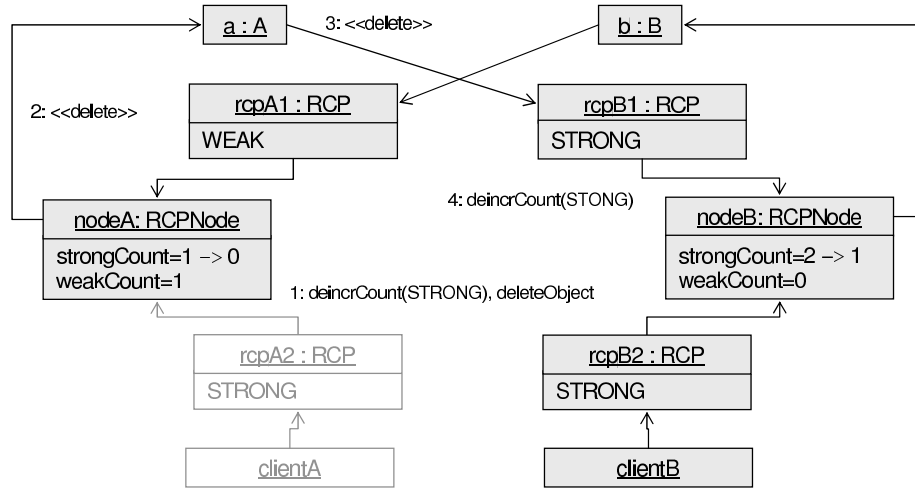 a : A
3: <<delete>>
b : B
rcpA1 : RCP
WEAK
rcpB1 : RCP
STRONG
2: <<delete>>
4: deincrCount(STONG)
nodeA: RCPNode
strongCount=1 -> 0
weakCount=1
nodeB: RCPNode
strongCount=2 -> 1
weakCount=0
1: deincrCount(STRONG), deleteObject
rcpA2 : RCP
STRONG
rcpB2 : RCP
STRONG
clientA
clientB